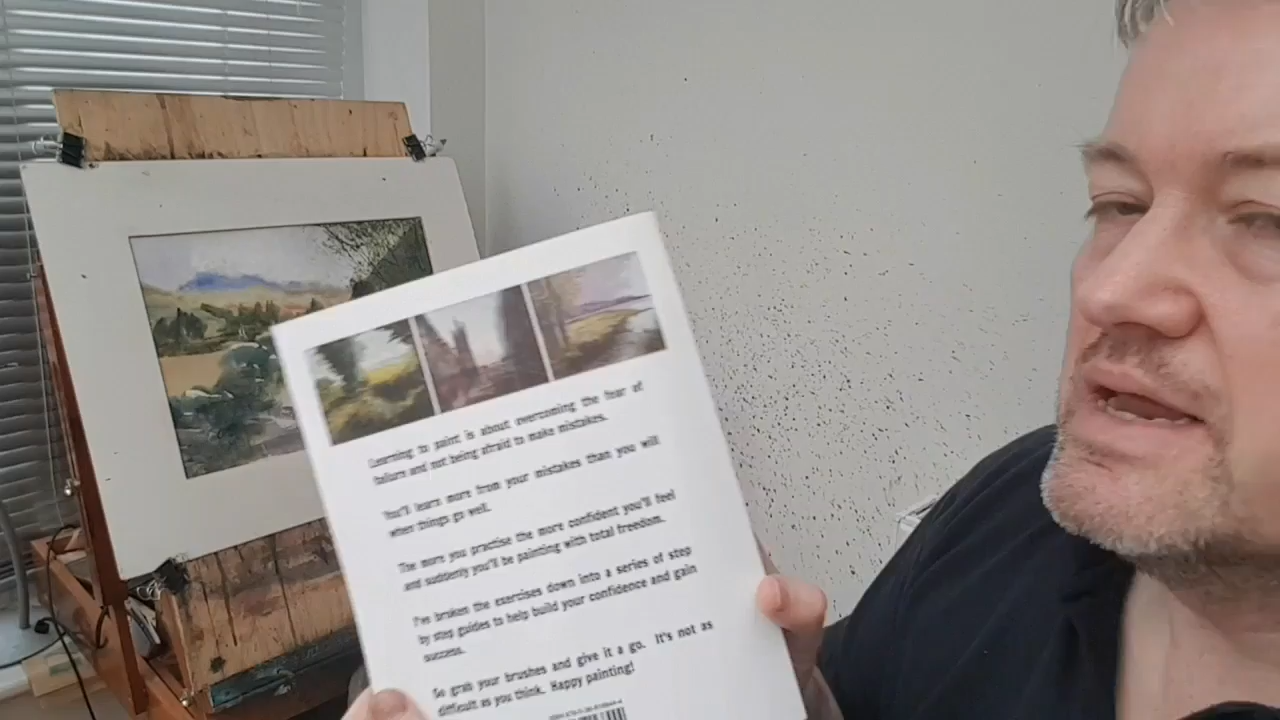 Learning to paint is about overcoming the fear of
failure and not being afraid to make mistakes.
You'll learn more from your mistakes than you will
when things go well.
The more you practise the more confident you'll feel
and suddenly you'll be painting with total freedom.
I've broken the exercises down into a series of step
by step guides to help build your confidence and gain
success.
So grab your brushes and give it a go. It's not as
difficult as you think. Happy painting!